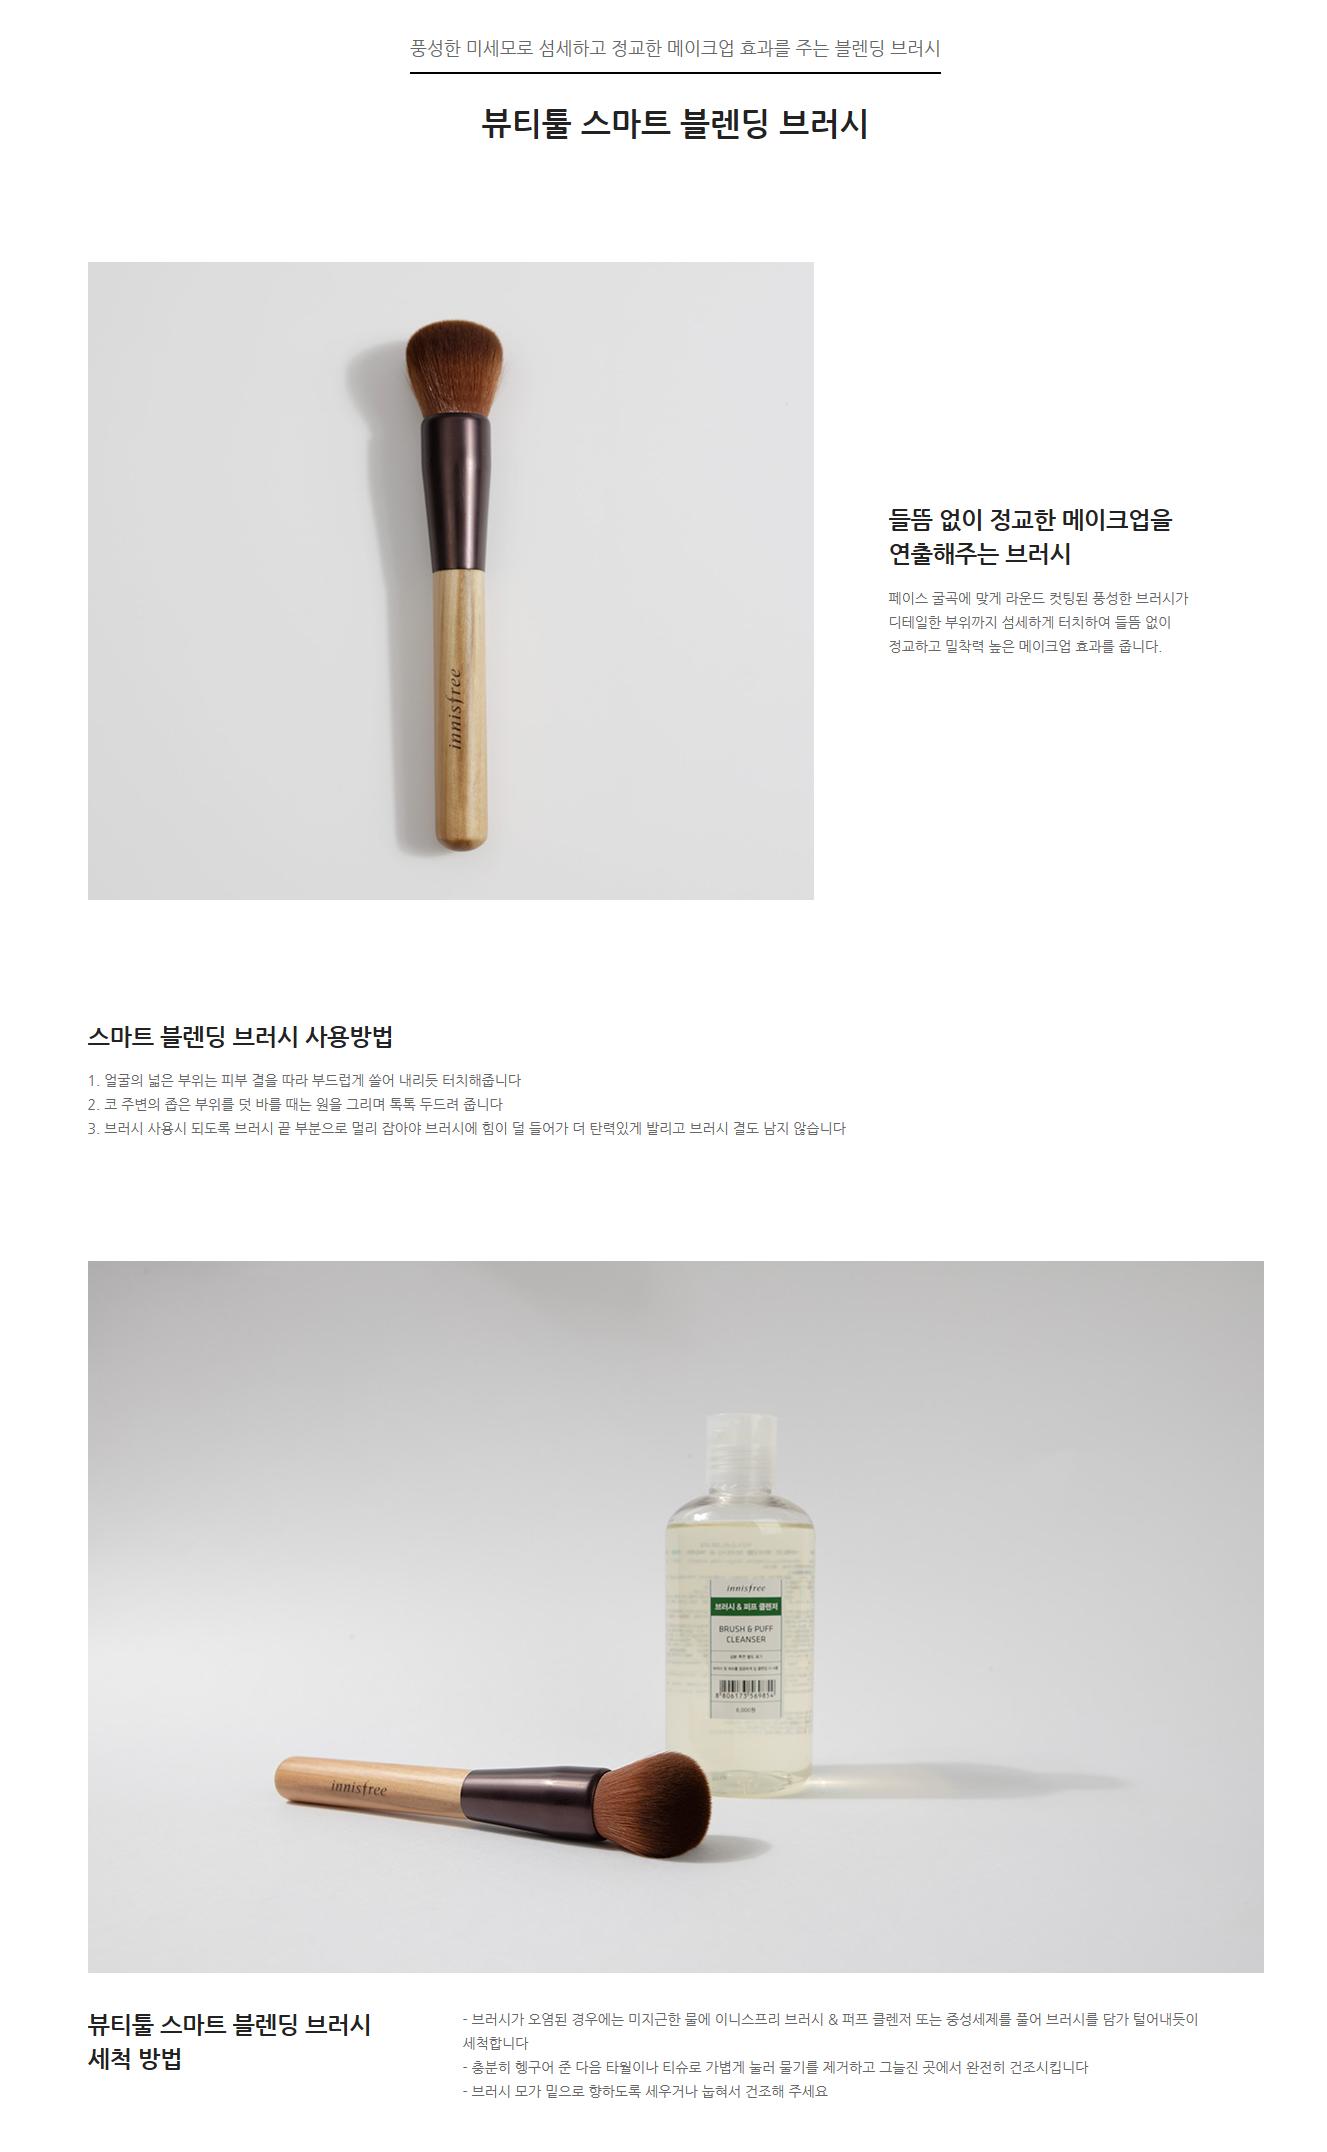 풍성한 미세모로 섬세하고 정교한 메이크업 효과를 주는 블렌딩 브러시
뷰티툴 스마트 블렌딩 브러시
innisfree
들뜸 없이 정교한 메이크업을
연출해주는 브러시
페이스 굴곡에 맞게 라운드 컷팅된 풍성한 브러시가
디테일한 부위까지 섬세하게 터치하여 들뜸 없이
정교하고 밀착력 높은 메이크업 효과를 줍니다.
스마트 블렌딩 브러시 사용방법
1. 얼굴의 넓은 부위는 피부 결을 따라 부드럽게 쓸어 내리듯 터치해줍니다
2. 코 주변의 좁은 부위를 덧 바를 때는 원을 그리며 톡톡 두드려 줍니다
3. 브러시 사용시 되도록 브러시 끝 부분으로 멀리 잡아야 브러시에 힘이 덜 들어가 더 탄력있게 발리고 브러시 결도 남지 않습니다
innisfree
브러시 & 퍼프 클렌저
BRUSH & PUFF
CLEANSER
8 806173 569854
innisfree
뷰티툴 스마트 블렌딩 브러시
세척 방법
- 브러시가 오염된 경우에는 미지근한 물에 이니스프리 브러시 & 퍼프 클렌저 또는 중성세제를 풀어 브러시를 담가 털어내듯이
세척합니다
- 충분히 헹구어 준 다음 타월이나 티슈로 가볍게 눌러 물기를 제거하고 그늘진 곳에서 완전히 건조시킵니다
- 브러시 모가 밑으로 향하도록 세우거나 눕혀서 건조해 주세요